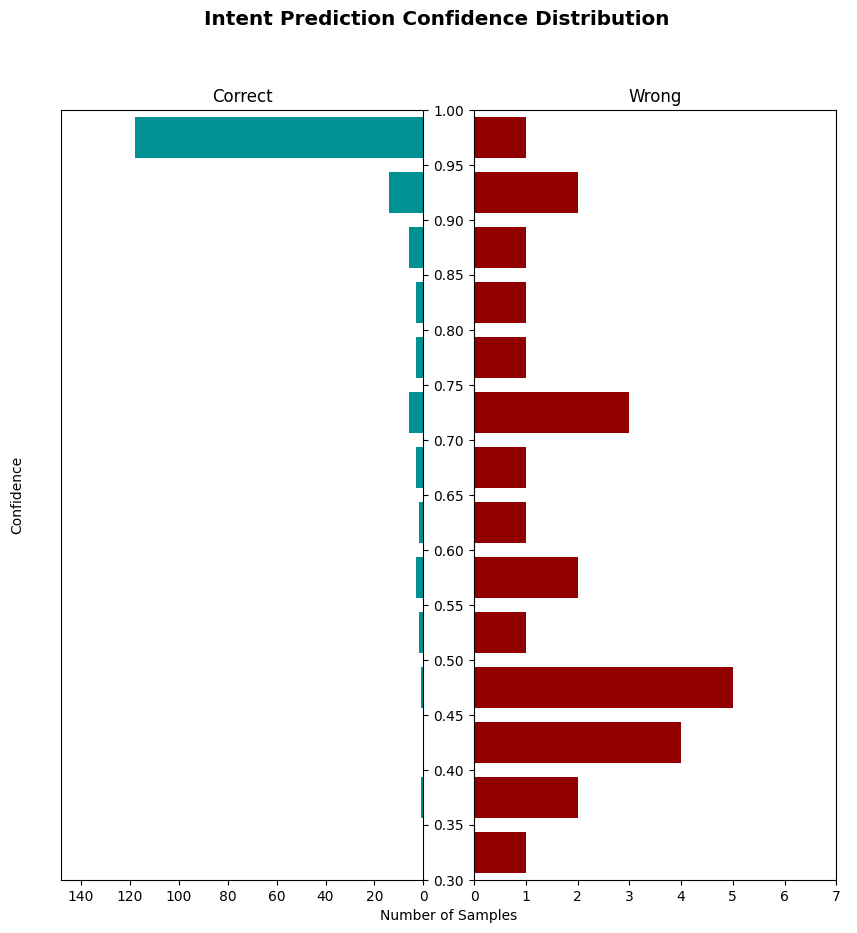 Intent Prediction Confidence Distribution
Correct
Wrong
1.00
0.95
0.90
0.85
0.80
0.75
0.70
0.65
0.60
0.55
0.50
0.45
0.40
0.35
0.30
Confidence
140 120 100 80 60 40 20 0
0 1 2 3 4 5 6 7
Number of Samples